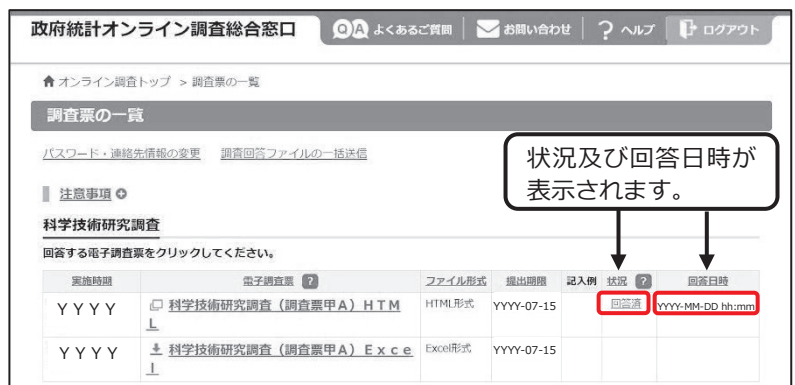 政府統計オンライン調査総合窓口 QA よくあるご質問 お問い合わせ ? ヘルプ ログアウト
オンライン調査トップ > 調査票の一覧
調査票の一覧
パスワード・連絡先情報の変更 調査回答ファイルの一括送信
状況及び回答日時が
表示されます。
注意事項
科学技術研究調査
回答する電子調査票をクリックしてください。
実施時期 電子調査票 ? ファイル形式 提出期限 記入例 状況 ? 回答日時
YYYY 科学技術研究調査(調査票甲A)HTM HTML形式 YYYY-07-15 回答済 YYYY-MM-DD hh:mm
L
YYYY 科学技術研究調査(調査票甲A)Exce Excel形式 YYYY-07-15
l